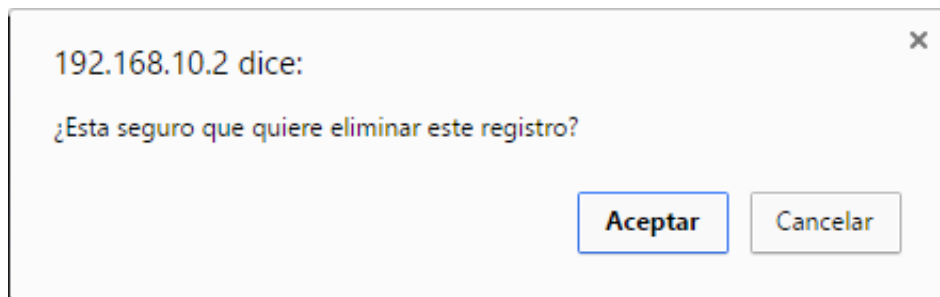 192.168.10.2 dice:
¿Esta seguro que quiere eliminar este registro?
Aceptar Cancelar